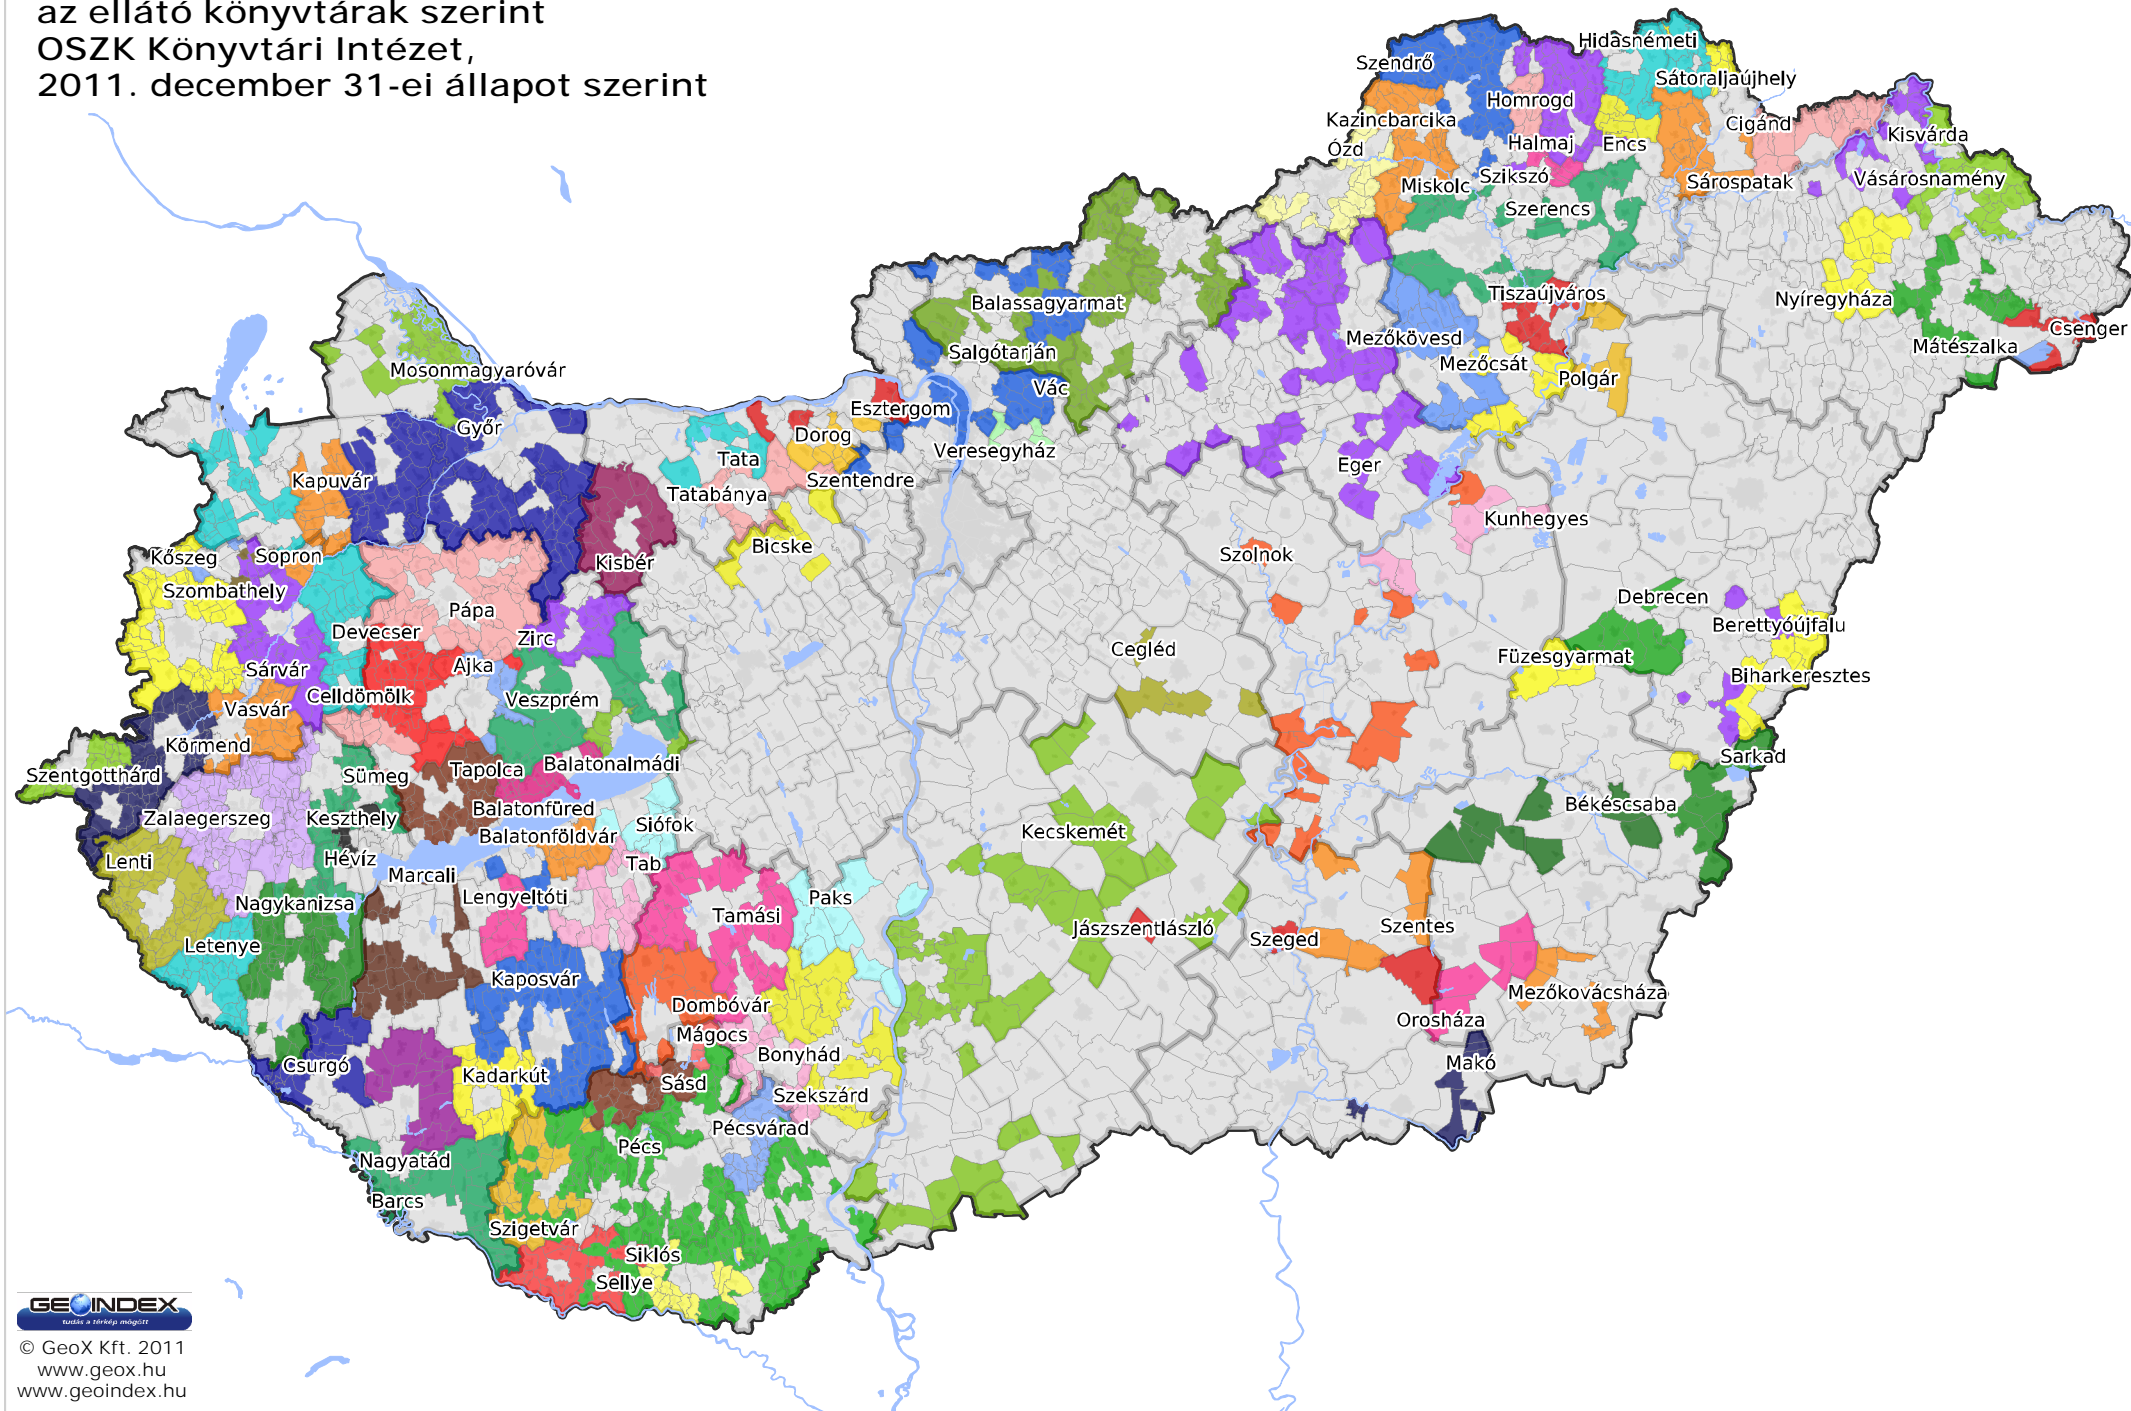 az ellátó könyvtárak szerint
OSZK Könyvtári Intézet,
2011. december 31-ei állapot szerint
Hidasnémeti
Szendrő
Sátoraljaújhely
Homrogd
Kazincbarcika
Cigánd
Kisvárda
Halmaj
Encs
Ózd
Szikszó
Miskolc
Sárospatak
Vásárosnamény
Szerencs
Balassagyarmat
Tiszaújváros
Nyíregyháza
Csenger
Mezőkövesd
Mátészalka
Salgótarján
Mezőcsát
Mosonmagyaróvár
Polgár
Vác
Esztergom
Győr
Dorog
Veresegyház
Tata
Eger
Kapuvár
Szentendre
Tatabánya
Kunhegyes
Bicske
Szolnok
Kőszeg
Sopron
Kisbér
Szombathely
Debrecen
Pápa
Berettyóújfalu
Devecser
Zirc
Cegléd
Füzesgyarmat
Ajka
Sárvár
Biharkeresztes
Celldömölk
Veszprém
Vasvár
Körmend
Sarkad
Balatonalmádi
Tapolca
Szentgotthárd
Sümeg
Békéscsaba
Balatonfüred
Zalaegerszeg
Keszthely
Siófok
Kecskemét
Balatonföldvár
Hévíz
Lenti
Tab
Marcali
Lengyeltóti
Paks
Nagykanizsa
Tamási
Szentes
Jászszentlászló
Szeged
Letenye
Kaposvár
Mezőkovácsháza
Dombóvár
Orosháza
Mágocs
Bonyhád
Makó
Csurgó
Kadarkút
Sásd
Szekszárd
Pécsvárad
Pécs
Nagyatád
Barcs
Szigetvár
Siklós
Sellye
GEOINDEX
tudás a térkép mögött
© GeoX Kft. 2011
www.geox.hu
www.geoindex.hu